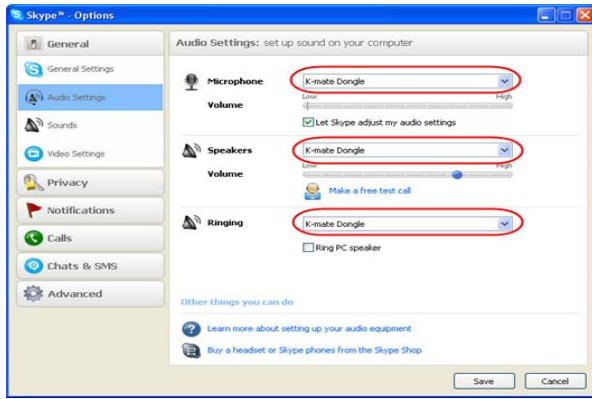 Skype™ - Options
General
General Settings
Audio Settings
Sounds
Video Settings
Privacy
Notifications
Calls
Chats & SMS
Advanced
Audio Settings: set up sound on your computer
Microphone K-mate Dongle
Volume Low High
Let Skype adjust my audio settings
Speakers K-mate Dongle
Volume Low High
Make a free test call
Ringing K-mate Dongle
Ring PC speaker
Other things you can do
Learn more about setting up your audio equipment
Buy a headset or Skype phones from the Skype Shop
Save Cancel